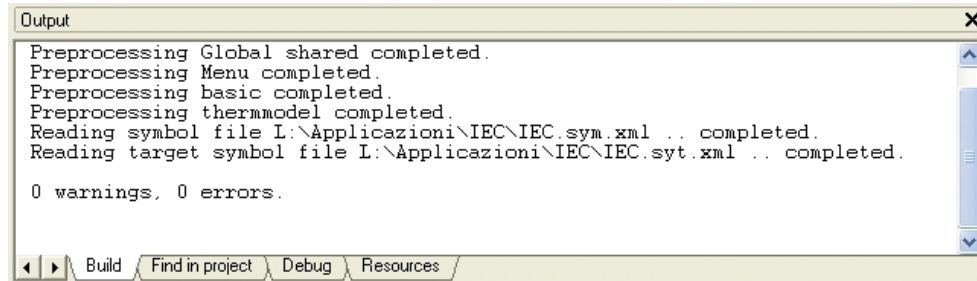 Output
Preprocessing Global shared completed.
Preprocessing Menu completed.
Preprocessing basic completed.
Preprocessing thermmodel completed.
Reading symbol file L:\Applicazioni\IEC\IEC.sym.xml .. completed.
Reading target symbol file L:\Applicazioni\IEC\IEC.syt.xml .. completed.
0 warnings, 0 errors.
Build Find in project Debug Resources